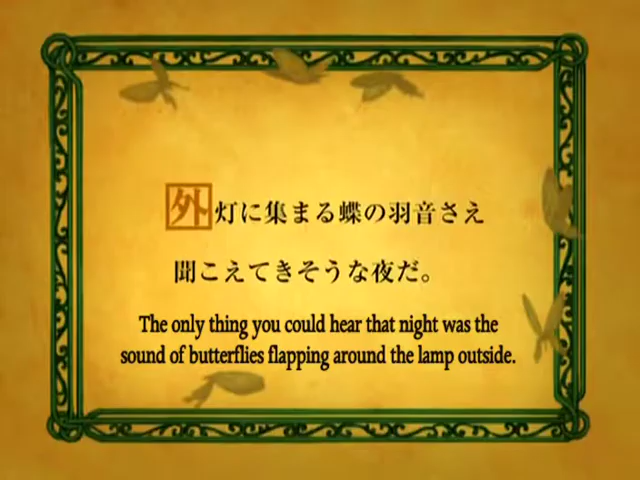 外灯に集まる蝶の羽音さえ
聞こえてきそうな夜だ。
The only thing you could hear that night was the
sound of butterflies flapping around the lamp outside.